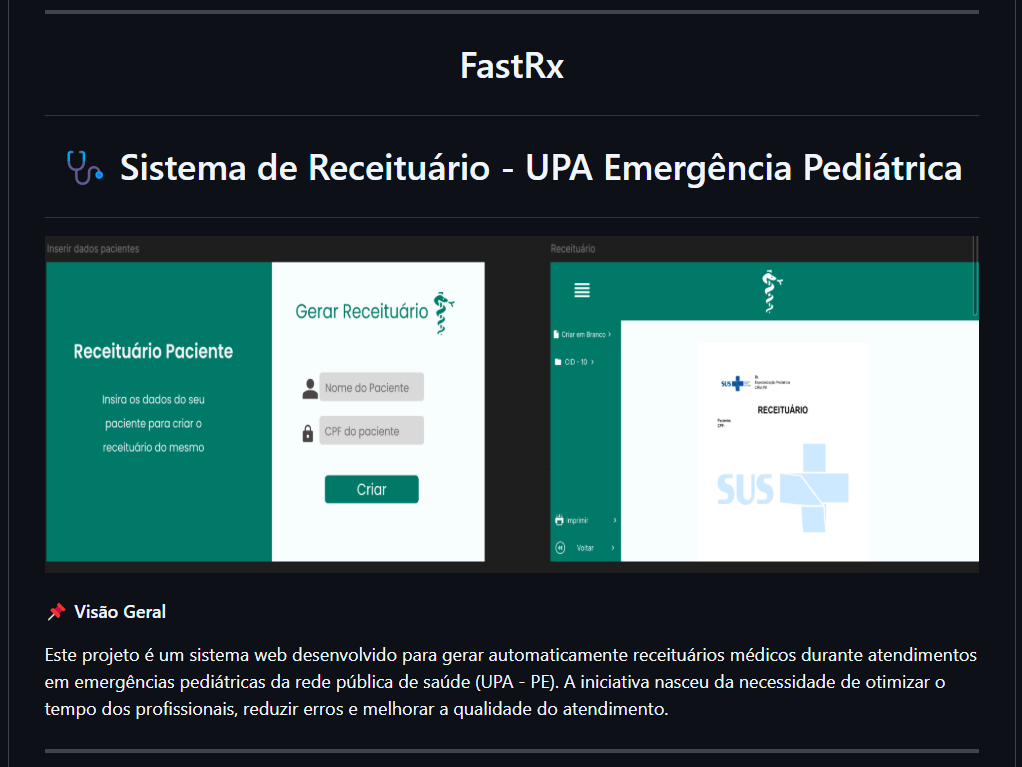 FastRx
Sistema de Receituário - UPA Emergência Pediátrica
Inserir dados pacientes
Receituário Paciente
Insira os dados do seu
paciente para criar o
receituário do mesmo
Gerar Receituário
Nome do Paciente
CPF do paciente
Criar
Receituário
Criar em Branco >
CID - 10 >
Imprimir >
Voltar >
SUS
RECEITUÁRIO
Paciente:
CPF:
SUS
Visão Geral
Este projeto é um sistema web desenvolvido para gerar automaticamente receituários médicos durante atendimentos
em emergências pediátricas da rede pública de saúde (UPA - PE). A iniciativa nasceu da necessidade de otimizar o
tempo dos profissionais, reduzir erros e melhorar a qualidade do atendimento.